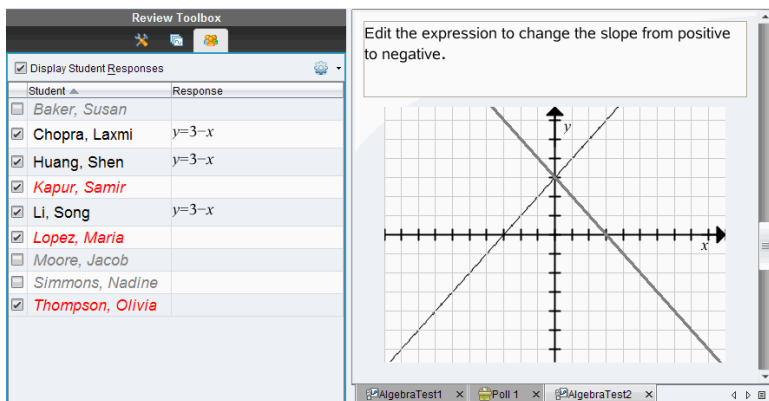 Review Toolbox
Display Student Responses
Student Response
Baker, Susan
Chopra, Laxmi y=3−x
Huang, Shen y=3−x
Kapur, Samir
Li, Song y=3−x
Lopez, Maria
Moore, Jacob
Simmons, Nadine
Thompson, Olivia
Edit the expression to change the slope from positive
to negative.
y
x
AlgebraTest1 Poll 1 AlgebraTest2